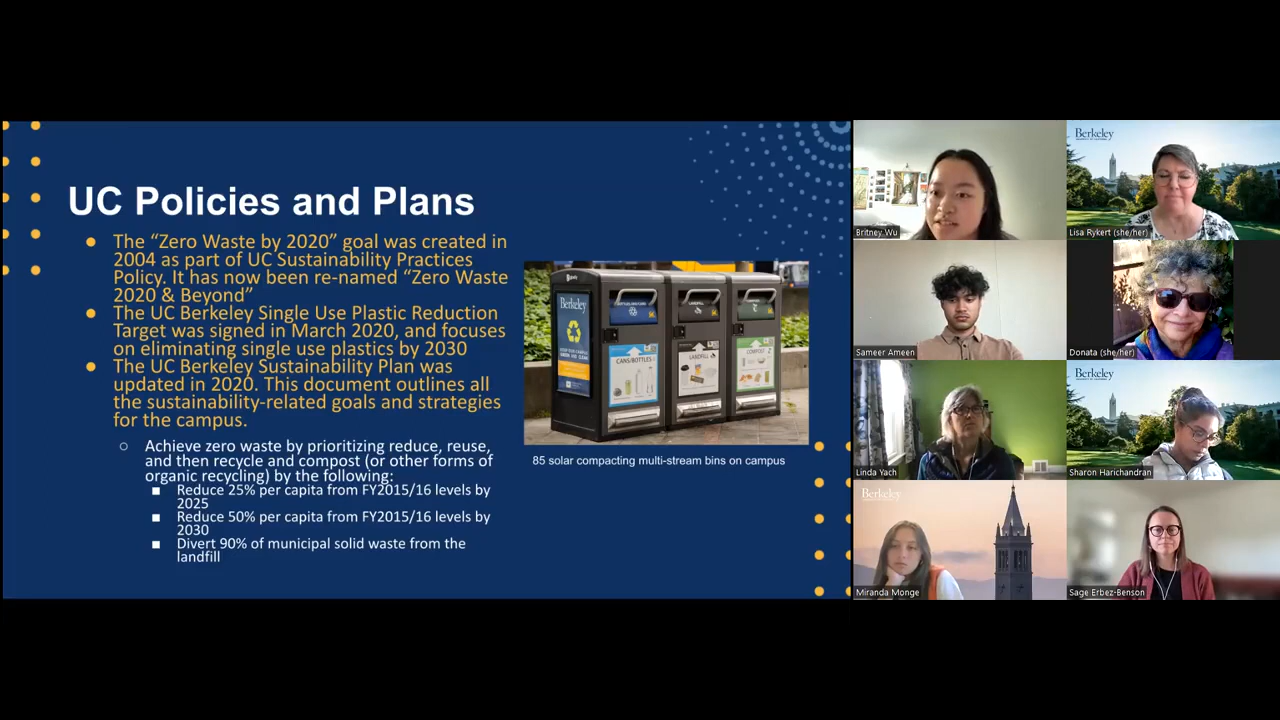 UC Policies and Plans
● The “Zero Waste by 2020” goal was created in
2004 as part of UC Sustainability Practices
Policy. It has now been re-named “Zero Waste
2020 & Beyond”
● The UC Berkeley Single Use Plastic Reduction
Target was signed in March 2020, and focuses
on eliminating single use plastics by 2030
● The UC Berkeley Sustainability Plan was
updated in 2020. This document outlines all
the sustainability-related goals and strategies
for the campus.
○ Achieve zero waste by prioritizing reduce, reuse,
and then recycle and compost (or other forms of
organic recycling) by the following:
■ Reduce 25% per capita from FY2015/16 levels by
2025
■ Reduce 50% per capita from FY2015/16 levels by
2030
■ Divert 90% of municipal solid waste from the
landfill
Berkeley
CANS/BOTTLES
LANDFILL
COMPOST
85 solar compacting multi-stream bins on campus
Britney Wu
Berkeley
Lisa Rykert (she/her)
Sameer Ameen
Donata (she/her)
Linda Yach
Berkeley
Sharon Harichandran
Berkeley
Miranda Monge
Sage Erbez-Benson